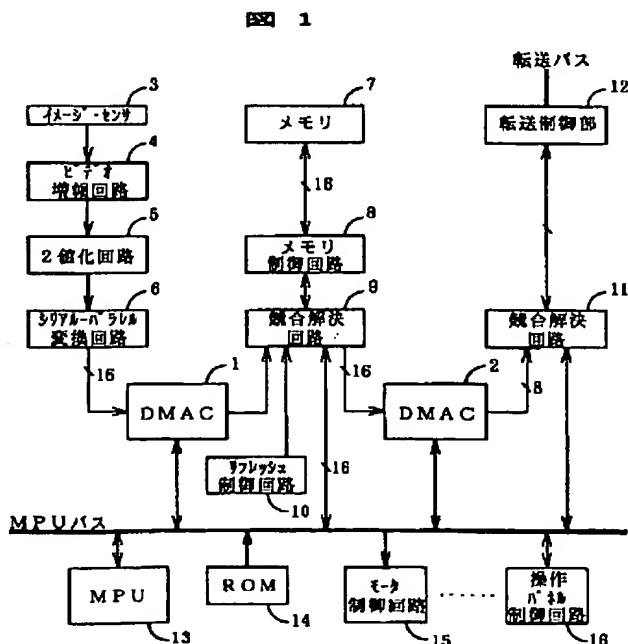 図 1
転送バス
3
7
12
イメージ・センサ
メモリ
転送制御部
4
ビデオ
増幅回路
16
5
8
2値化回路
メモリ
制御回路
6
9
11
シリアル－パラレル
変換回路
競合解決
回路
競合解決
回路
16
1
16
2
8
DMAC
DMAC
リフレッシュ
制御回路
16
10
MPUバス
MPU
ROM
モータ
制御回路
‥‥‥
操作
パネル
制御回路
13
14
15
16